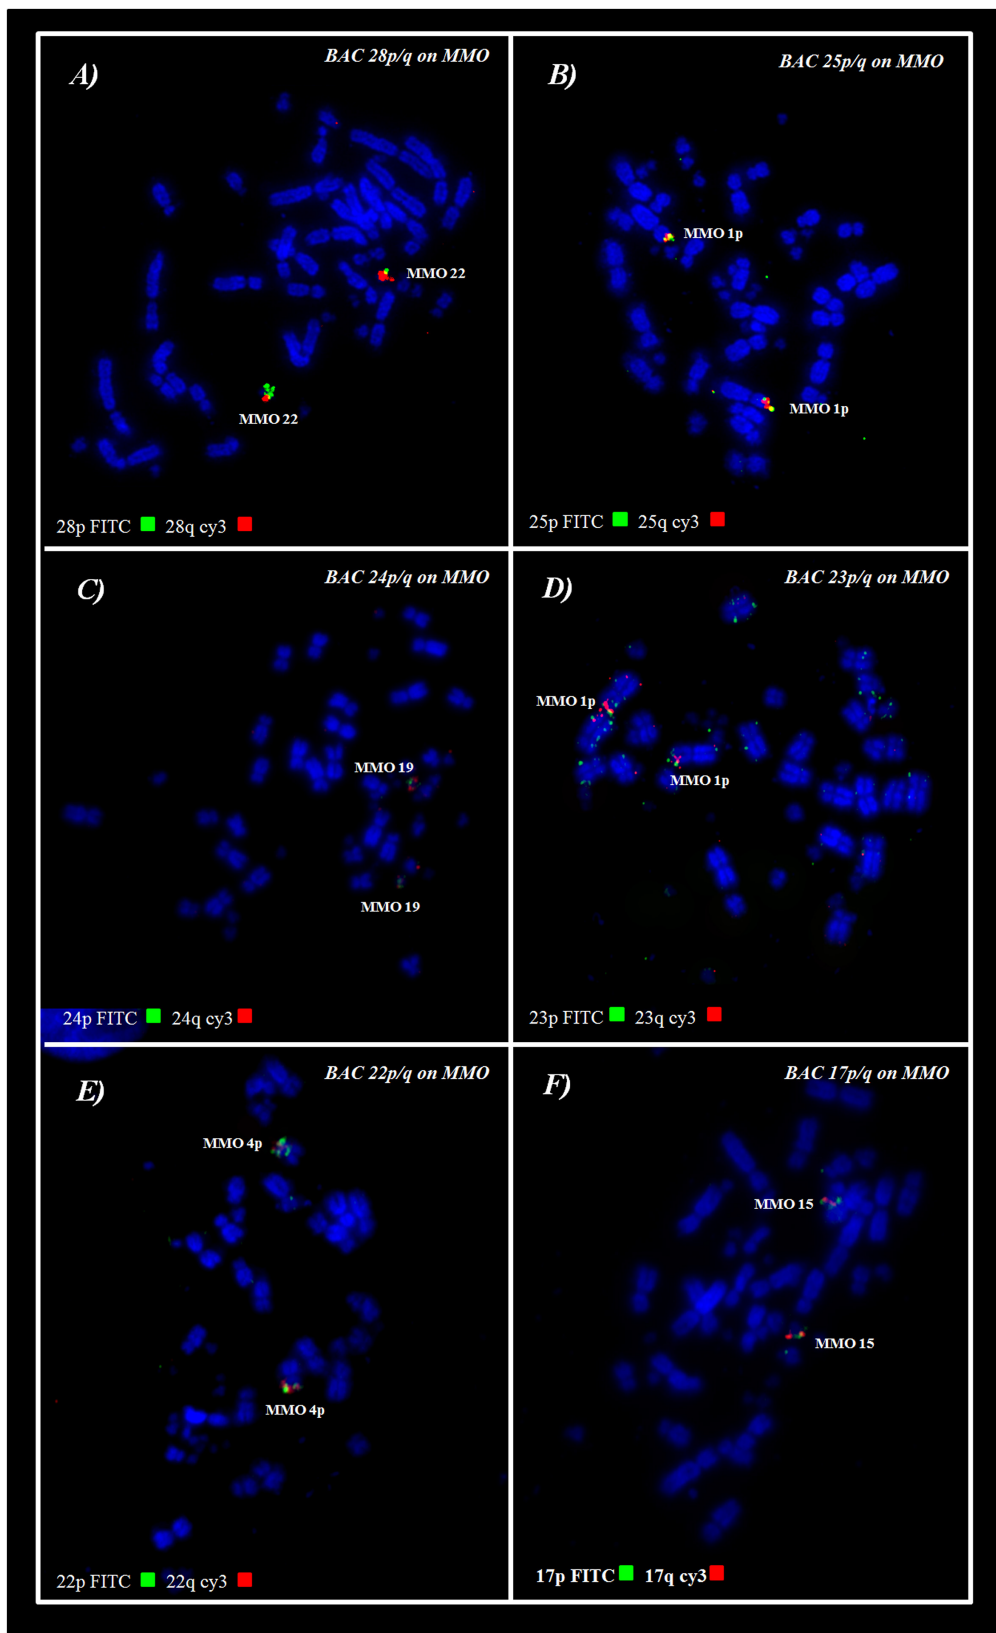 A)
BAC 28p/q on MMO
MMO 22
MMO 22
28p FITC 28q cy3
B)
BAC 25p/q on MMO
MMO 1p
MMO 1p
25p FITC 25q cy3
C)
BAC 24p/q on MMO
MMO 19
MMO 19
24p FITC 24q cy3
D)
BAC 23p/q on MMO
MMO 1p
MMO 1p
23p FITC 23q cy3
E)
BAC 22p/q on MMO
MMO 4p
MMO 4p
22p FITC 22q cy3
F)
BAC 17p/q on MMO
MMO 15
MMO 15
17p FITC 17q cy3